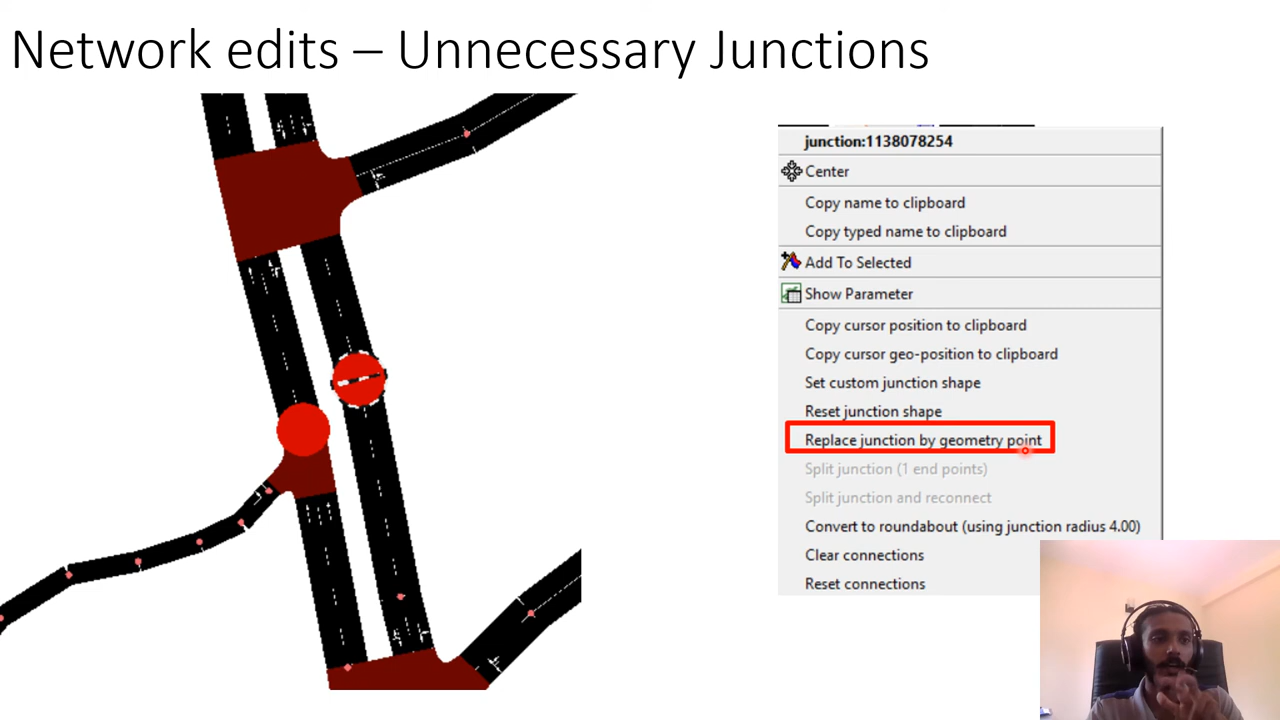 Network edits – Unnecessary Junctions
junction:1138078254
Center
Copy name to clipboard
Copy typed name to clipboard
Add To Selected
Show Parameter
Copy cursor position to clipboard
Copy cursor geo-position to clipboard
Set custom junction shape
Reset junction shape
Replace junction by geometry point
Split junction (1 end points)
Split junction and reconnect
Convert to roundabout (using junction radius 4.00)
Clear connections
Reset connections